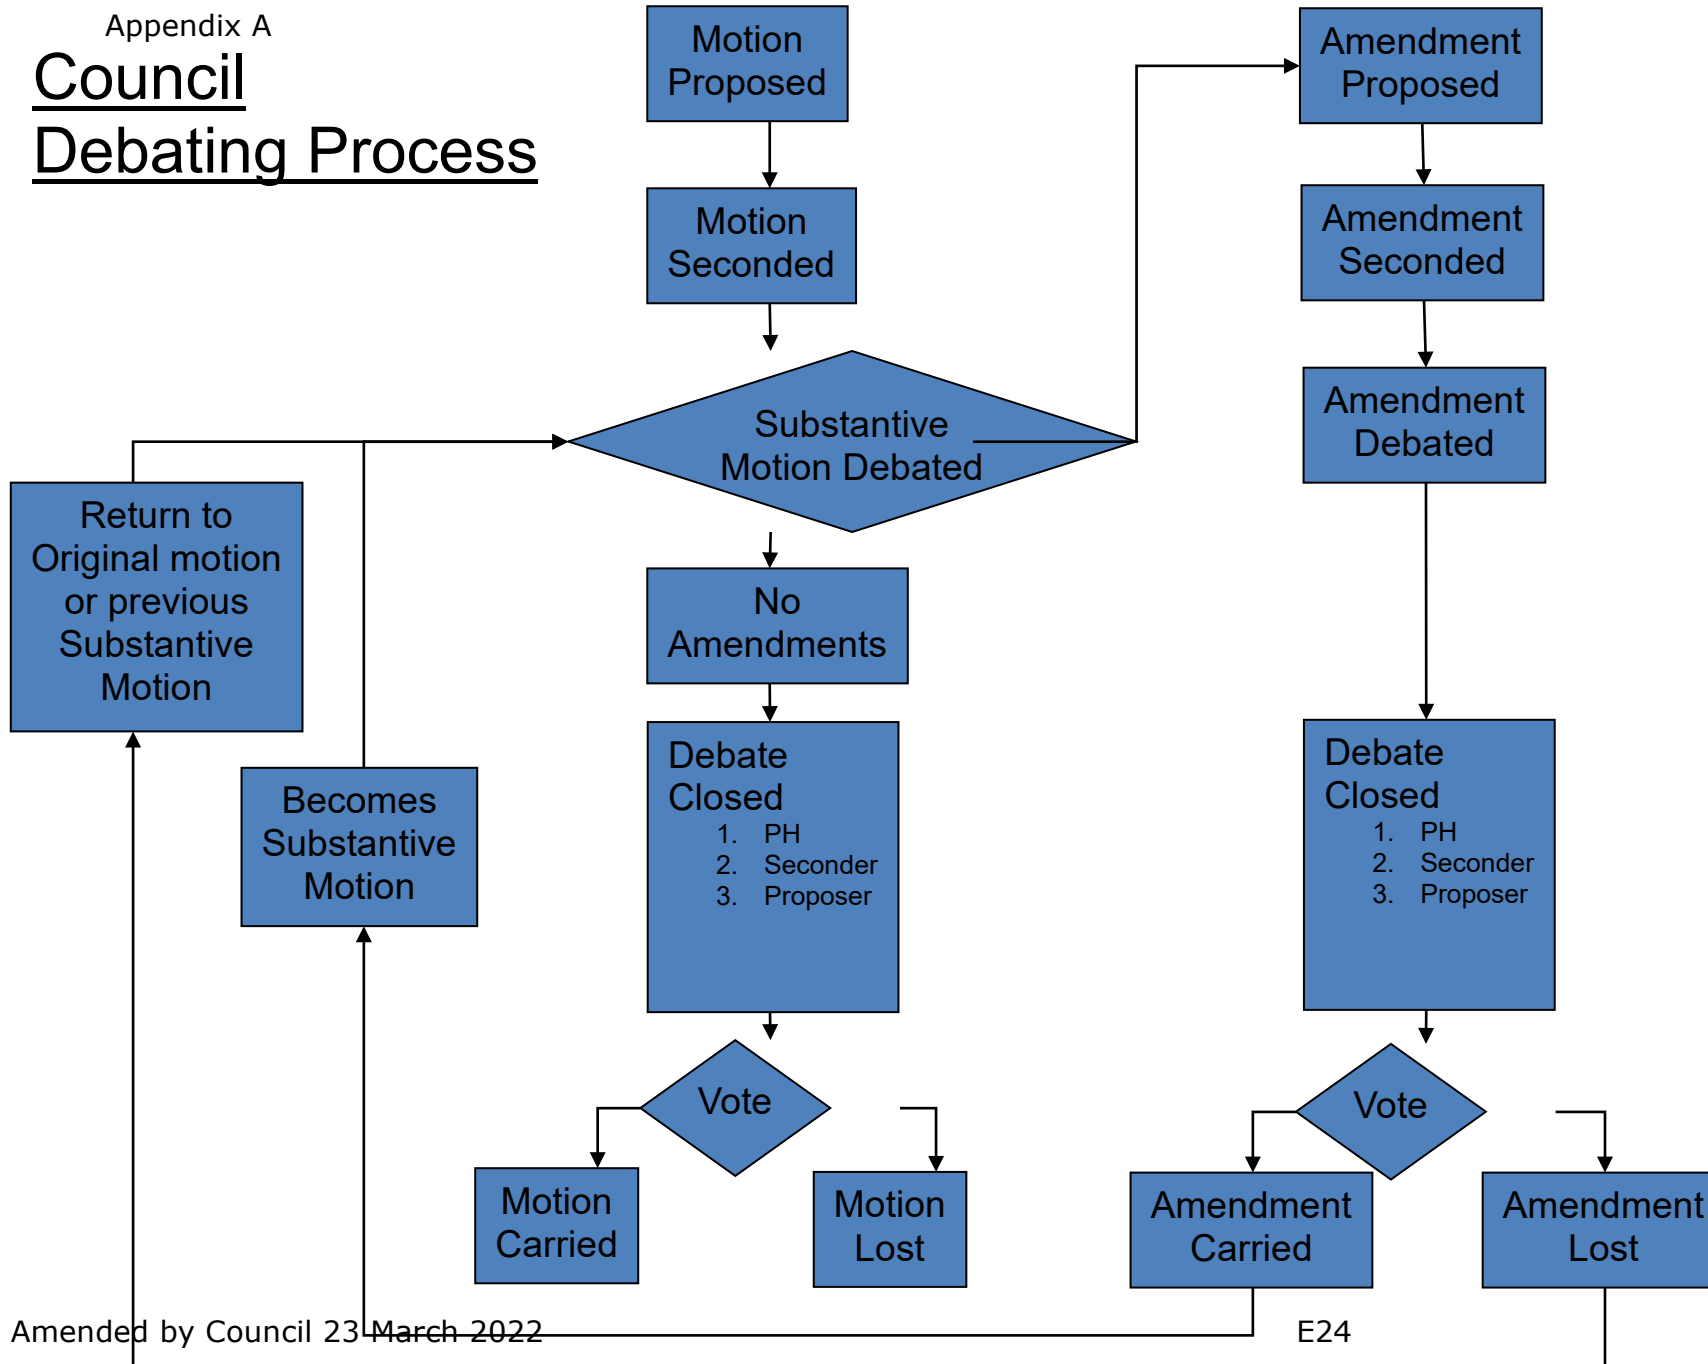 Appendix A
Council
Debating Process
Motion
Proposed
Motion
Seconded
Substantive
Motion Debated
No
Amendments
Debate
Closed
1. PH
2. Seconder
3. Proposer
Vote
Motion
Carried
Motion
Lost
Amendment
Proposed
Amendment
Seconded
Amendment
Debated
Debate
Closed
1. PH
2. Seconder
3. Proposer
Vote
Amendment
Carried
Amendment
Lost
Return to
Original motion
or previous
Substantive
Motion
Becomes
Substantive
Motion
Amended by Council 23 March 2022
E24